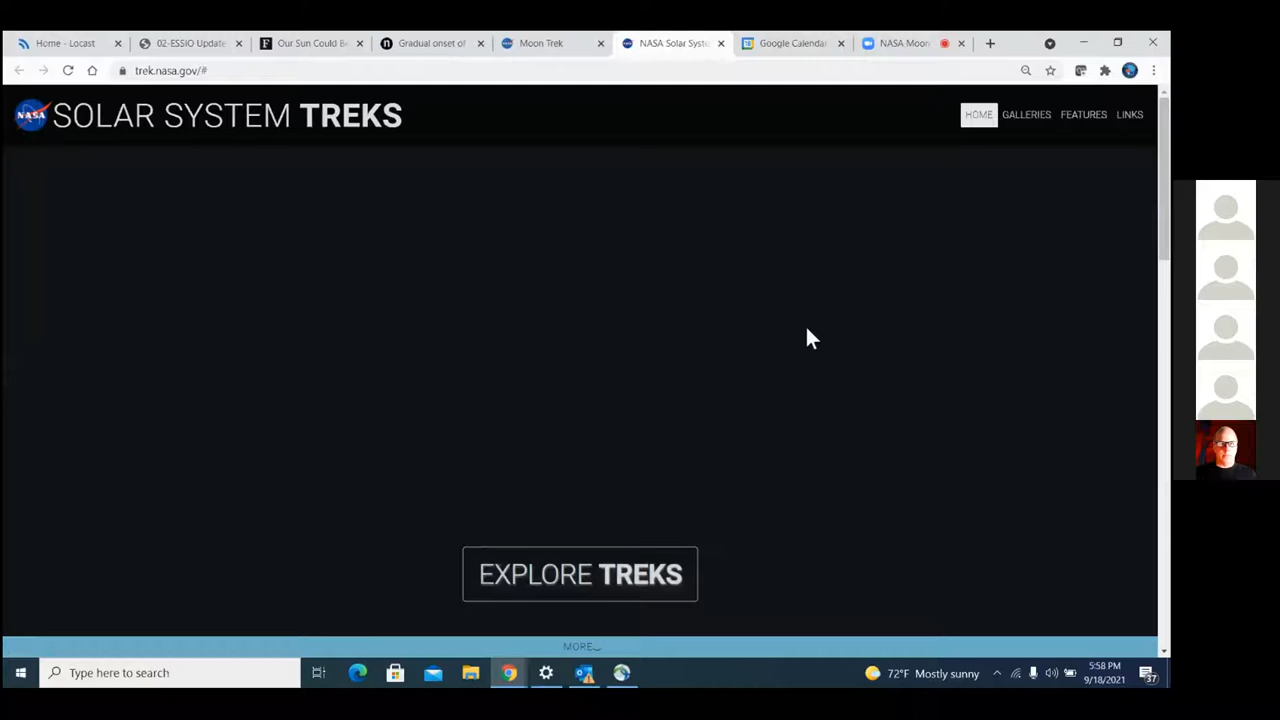 Home - Locast
02-ESSIO Update
Our Sun Could Be
Gradual onset of
Moon Trek
NASA Solar Syste
Google Calenda
NASA Moon
trek.nasa.gov/#
NASA SOLAR SYSTEM TREKS
HOME GALLERIES FEATURES LINKS
EXPLORE TREKS
MORE
Type here to search
72°F Mostly sunny
5:58 PM
9/18/2021
37